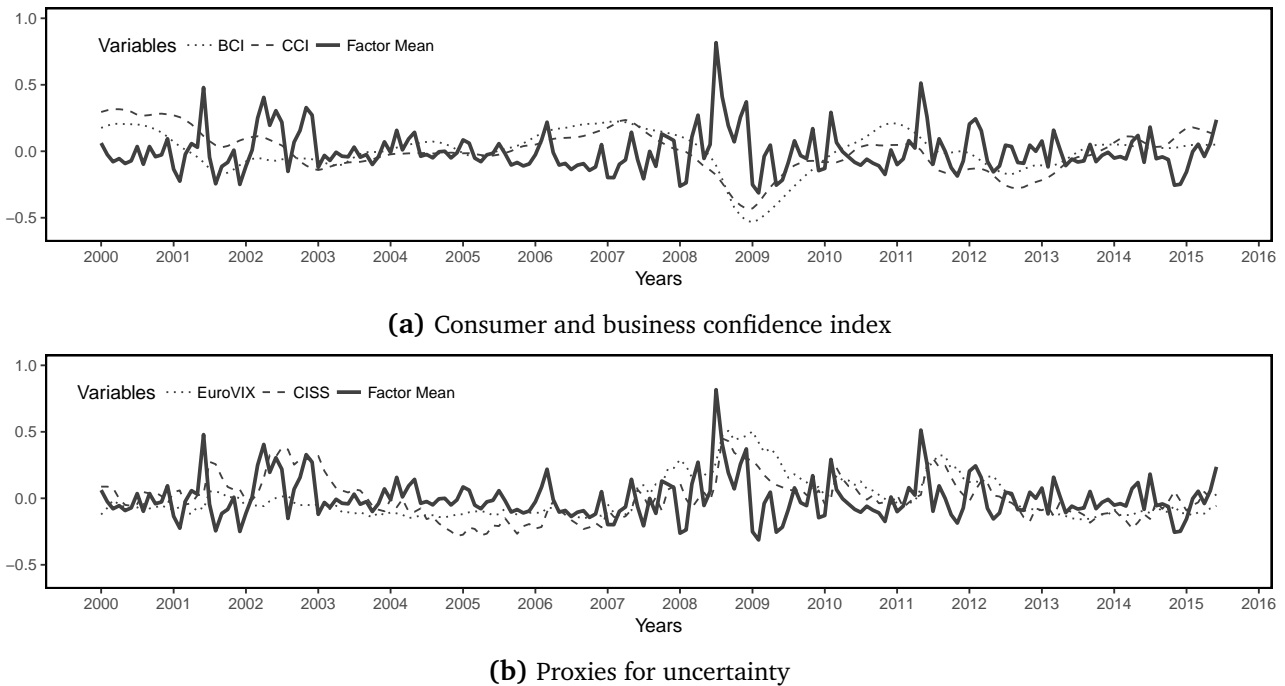 1.0
Variables BCI CCI Factor Mean
0.5
0.0
−0.5
2000 2001 2002 2003 2004 2005 2006 2007 2008 2009 2010 2011 2012 2013 2014 2015 2016
Years
(a) Consumer and business confidence index
1.0
Variables EuroVIX CISS Factor Mean
0.5
0.0
−0.5
2000 2001 2002 2003 2004 2005 2006 2007 2008 2009 2010 2011 2012 2013 2014 2015 2016
Years
(b) Proxies for uncertainty